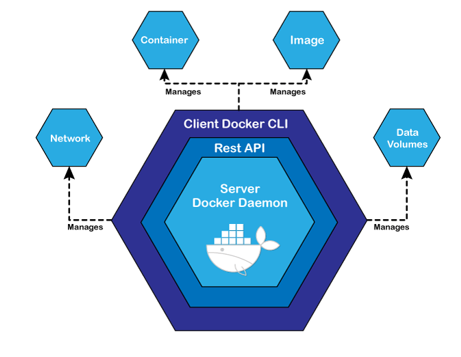 Container
Image
Manages
Manages
Client Docker CLI
Network
Rest API
Data
Volumes
Server
Docker Daemon
Manages
Manages